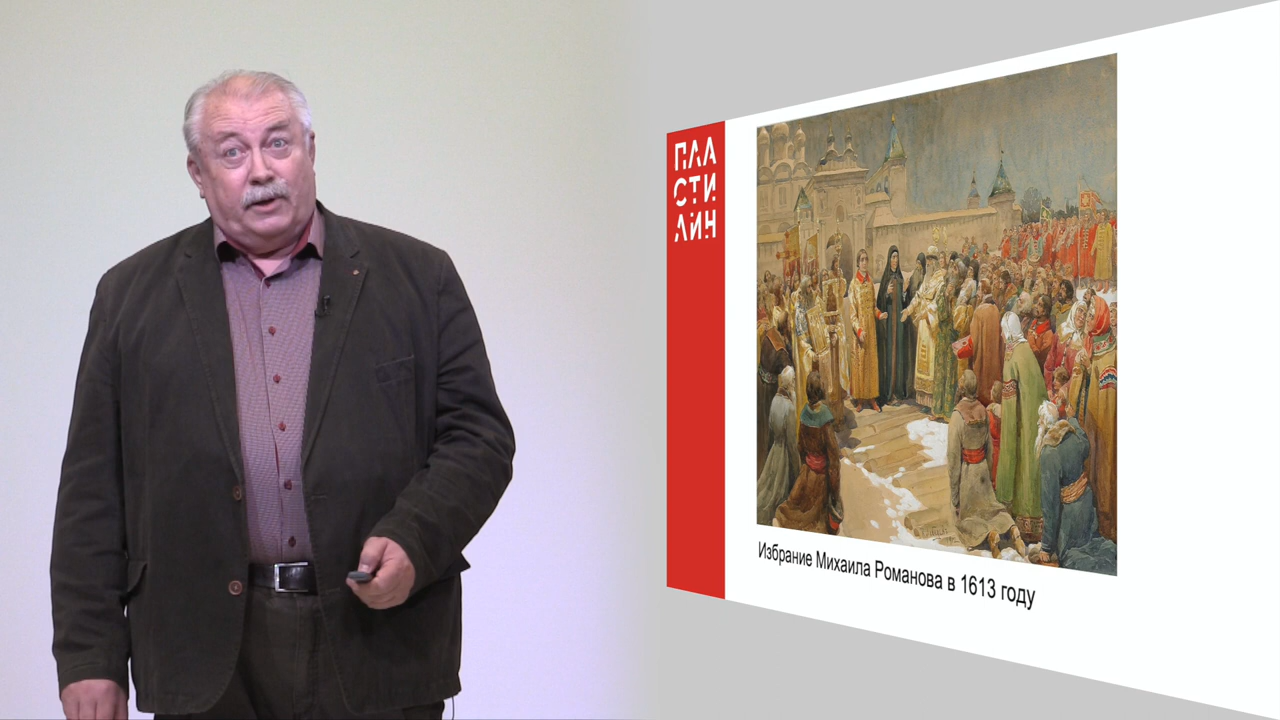 ПЛА
СТИ
ЛИН
Избрание Михаила Романова в 1613 году